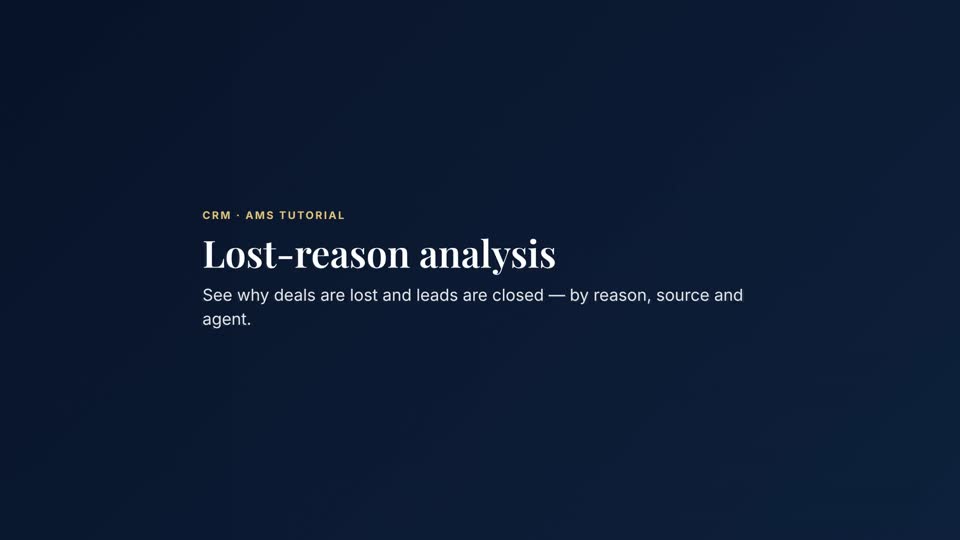 CRM · AMS TUTORIAL
Lost-reason analysis
See why deals are lost and leads are closed — by reason, source and
agent.